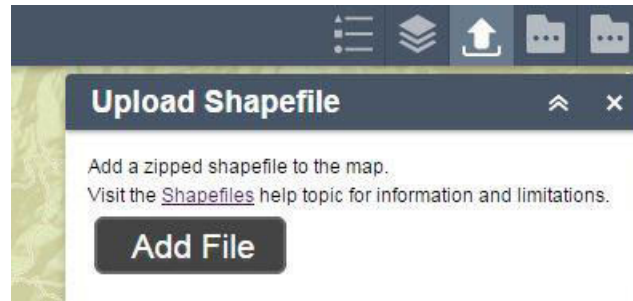 Upload Shapefile
Add a zipped shapefile to the map.
Visit the Shapefiles help topic for information and limitations.
Add File